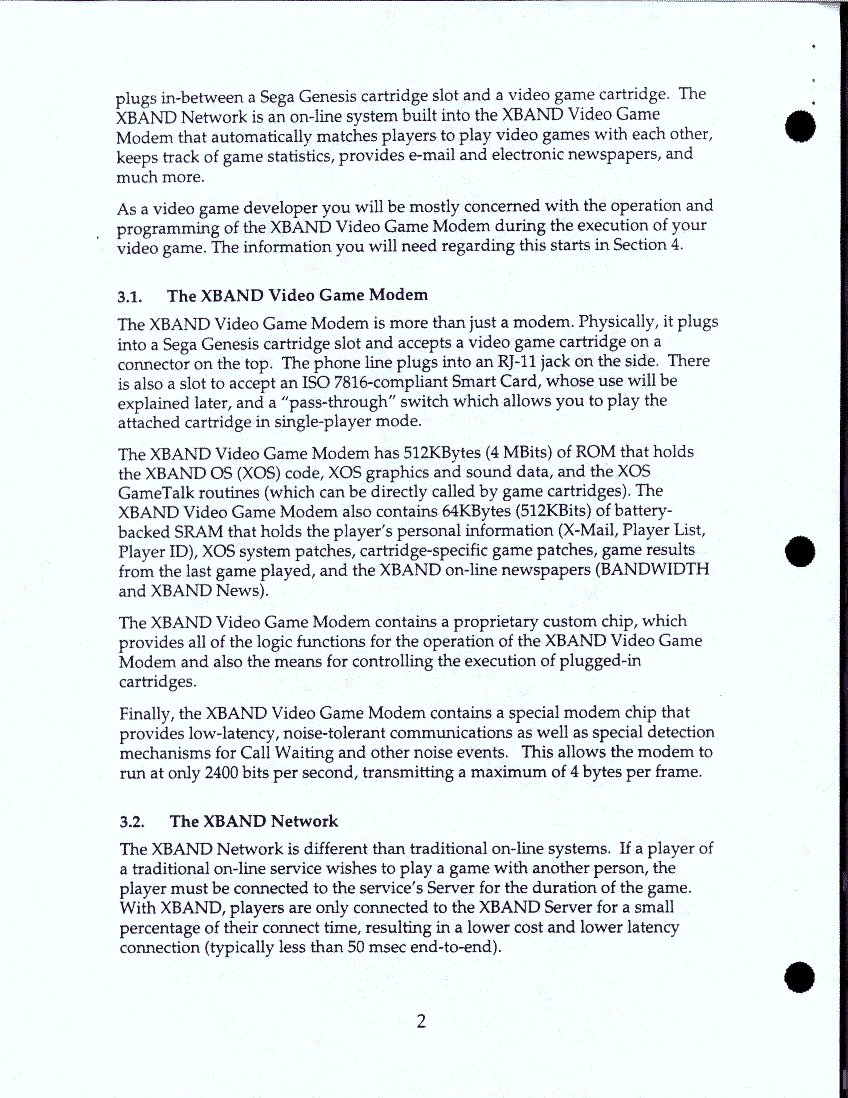 plugs in-between a Sega Genesis cartridge slot and a video game cartridge.  The
XBAND Network is an on-line system built into the XBAND Video Game
Modem that automatically matches players to play video games with each other,
keeps track of game statistics, provides e-mail and electronic newspapers, and
much more.
As a video game developer you will be mostly concerned with the operation and
programming of the XBAND Video Game Modem during the execution of your
video game. The information you will need regarding this starts in Section 4.
3.1.    The XBAND Video Game Modem
The XBAND Video Game Modem is more than just a modem. Physically, it plugs
into a Sega Genesis cartridge slot and accepts a video game cartridge on a
connector on the top.  The phone line plugs into an RJ-11 jack on the side.  There
is also a slot to accept an ISO 7816-compliant Smart Card, whose use will be
explained later, and a "pass-through" switch which allows you to play the
attached cartridge in single-player mode.
The XBAND Video Game Modem has 512KBytes (4 MBits) of ROM that holds
the XBAND OS (XOS) code, XOS graphics and sound data, and the XOS
GameTalk routines (which can be directly called by game cartridges). The
XBAND Video Game Modem also contains 64KBytes (512KBits) of battery-
backed SRAM that holds the player's personal information (X-Mail, Player List,
Player ID), XOS system patches, cartridge-specific game patches, game results
from the last game played, and the XBAND on-line newspapers (BANDWIDTH
and XBAND News).
The XBAND Video Game Modem contains a proprietary custom chip, which
provides all of the logic functions for the operation of the XBAND Video Game
Modem and also the means for controlling the execution of plugged-in
cartridges.
Finally, the XBAND Video Game Modem contains a special modem chip that
provides low-latency, noise-tolerant communications as well as special detection
mechanisms for Call Waiting and other noise events.   This allows the modem to
run at only 2400 bits per second, transmitting a maximum of 4 bytes per frame.
3.2.    The XBAND Network
The XBAND Network is different than traditional on-line systems.  If a player of
a traditional on-line service wishes to play a game with another person, the
player must be connected to the service's Server for the duration of the game.
With XBAND, players are only connected to the XBAND Server for a small
percentage of their connect time, resulting in a lower cost and lower latency
connection (typically less than 50 msec end-to-end).
2